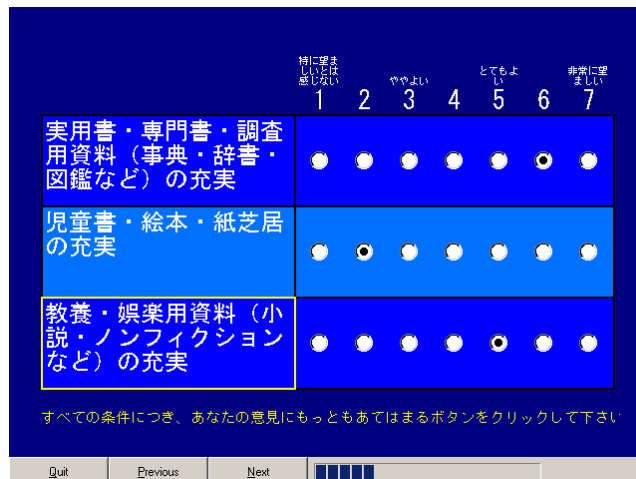 特に望ま
しいとは
感じない
ややよい
とてもよ
い
非常に望
ましい
1 2 3 4 5 6 7
実用書・専門書・調査
用資料（事典・辞書・
図鑑など）の充実
児童書・絵本・紙芝居
の充実
教養・娯楽用資料（小
説・ノンフィクション
など）の充実
すべての条件につき、あなたの意見にもっともあてはまるボタンをクリックして下さい
Quit Previous Next